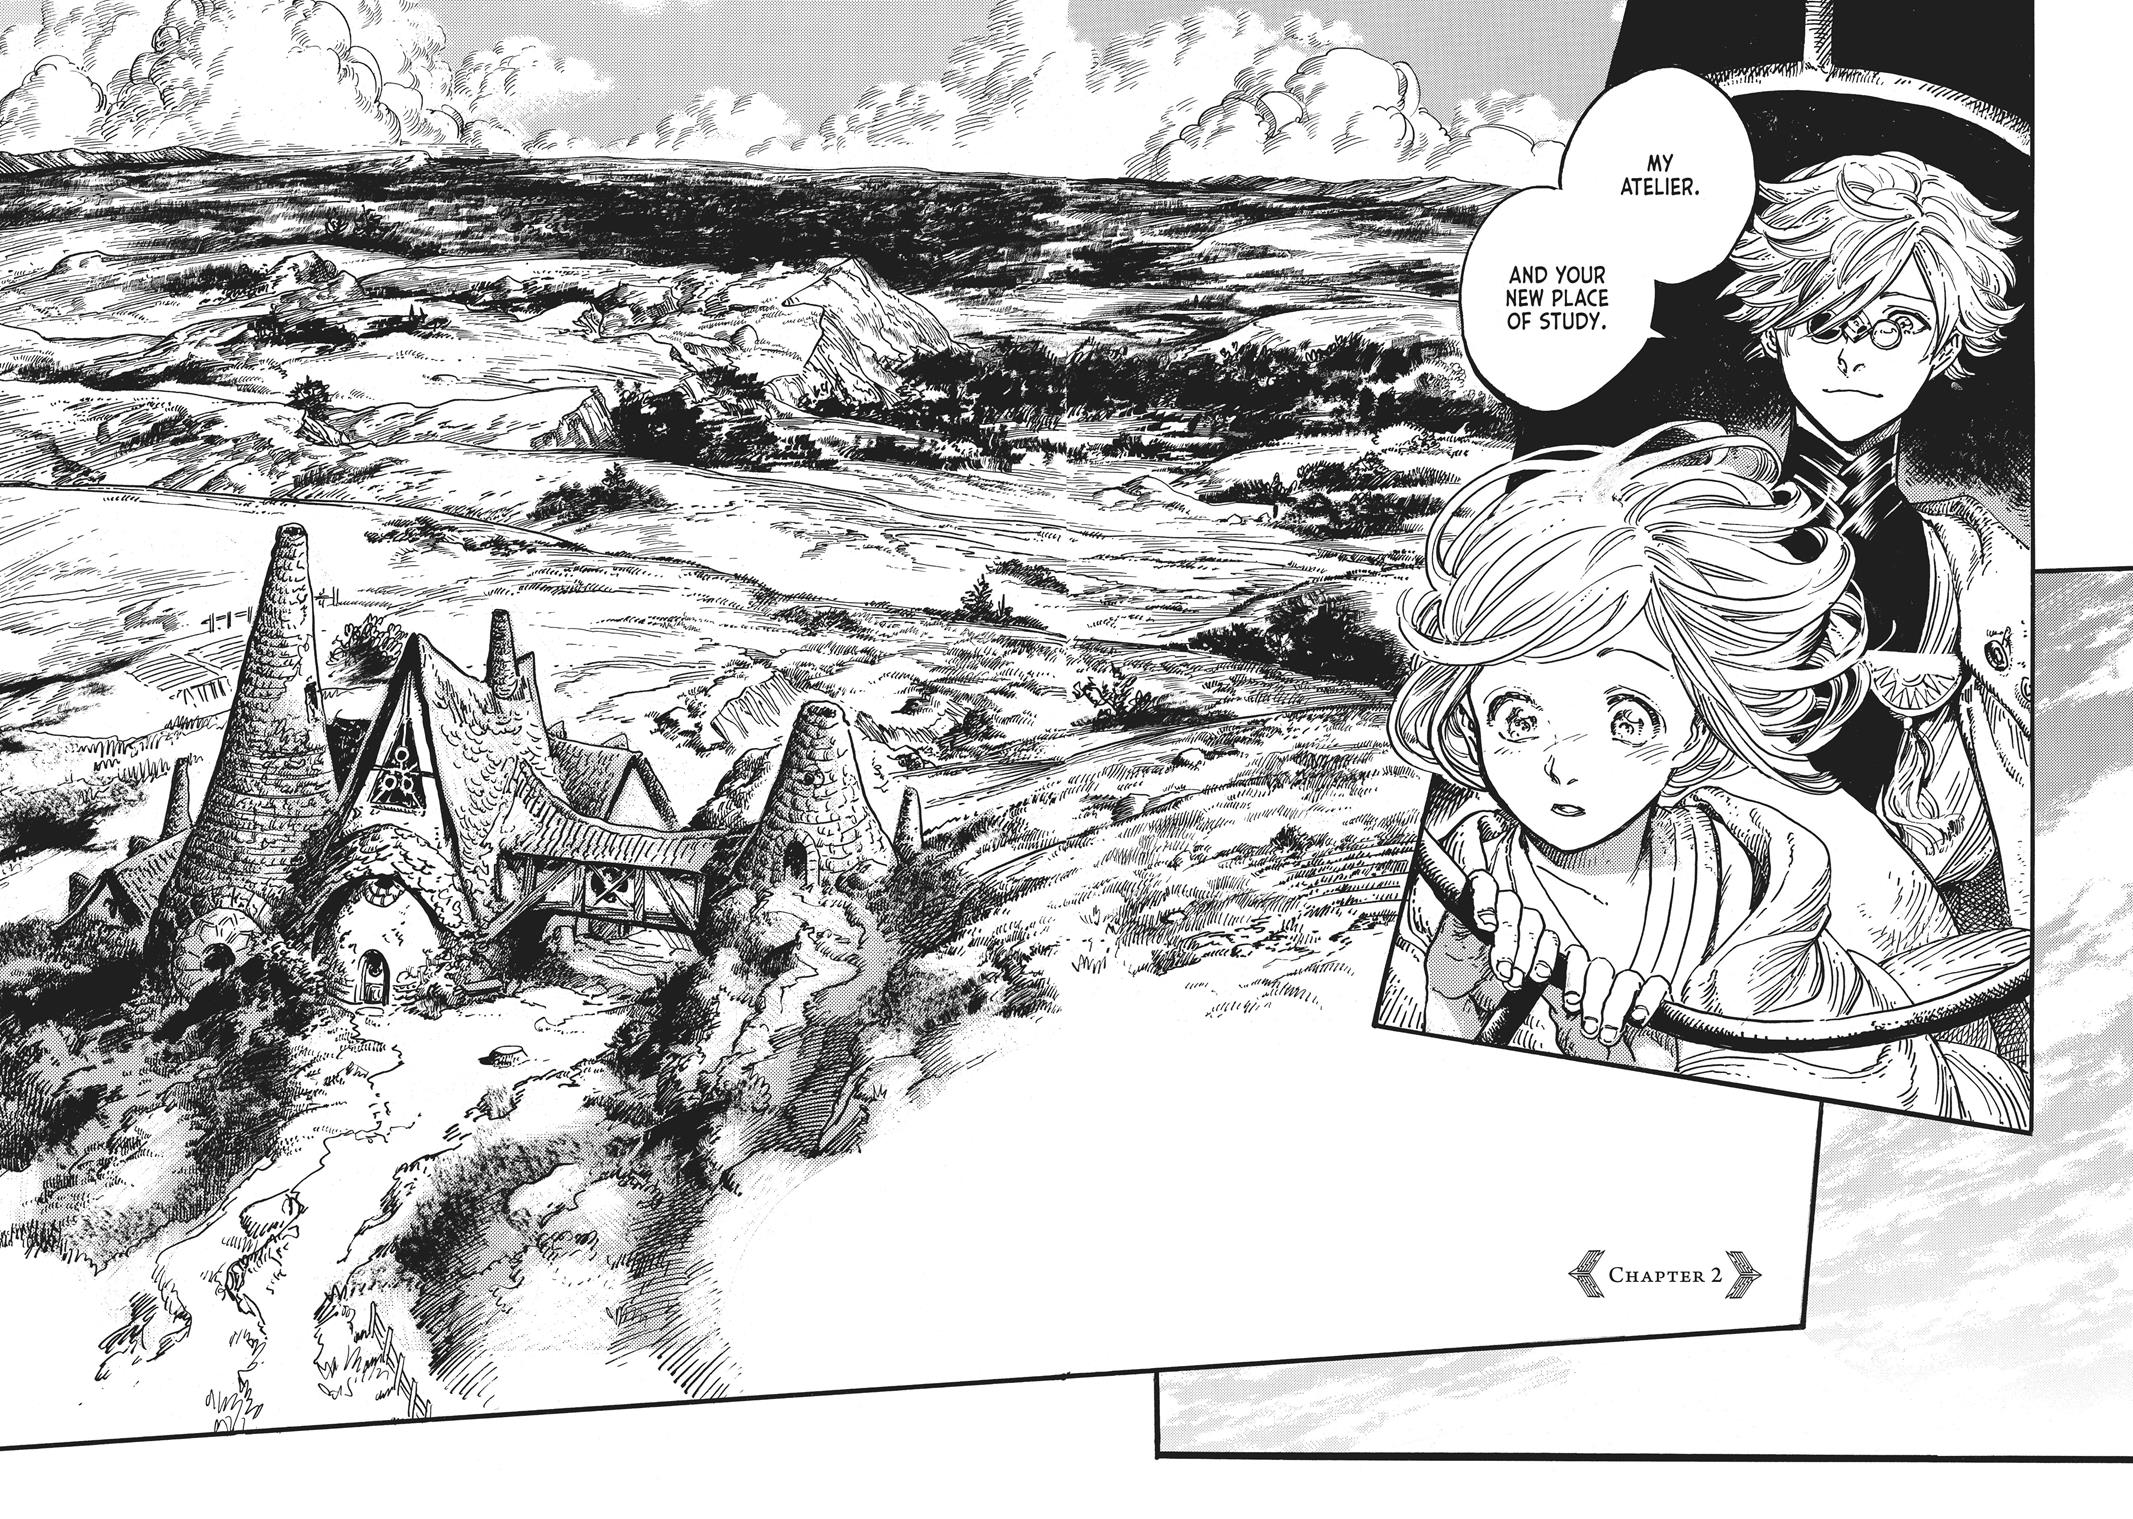 MY
ATELIER.
AND YOUR
NEW PLACE
OF STUDY.
CHAPTER 2